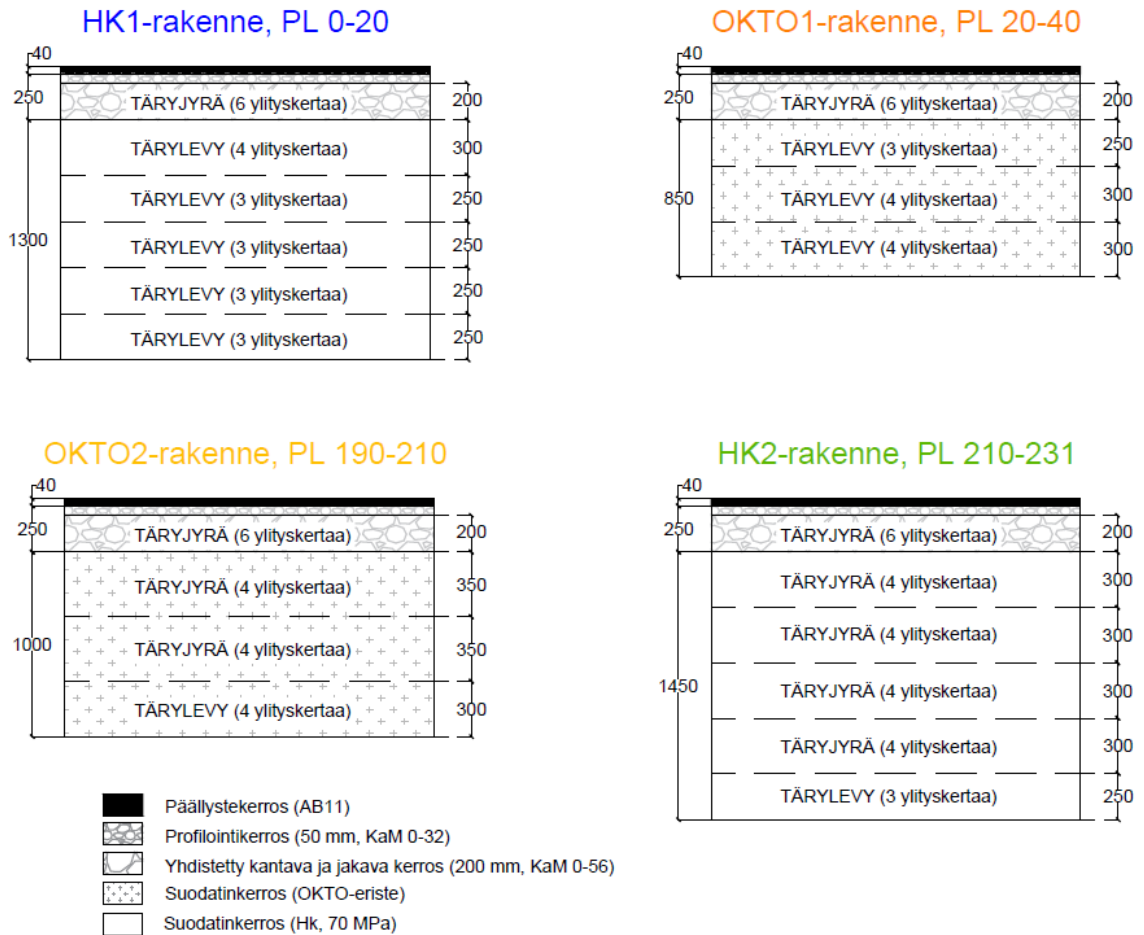 HK1-rakenne, PL 0-20
40
250
TÄRYJYRÄ (6 ylityskertaa)
200
TÄRYLEVY (4 ylityskertaa)
300
TÄRYLEVY (3 ylityskertaa)
250
1300
TÄRYLEVY (3 ylityskertaa)
250
TÄRYLEVY (3 ylityskertaa)
250
TÄRYLEVY (3 ylityskertaa)
250
OKTO1-rakenne, PL 20-40
40
250
TÄRYJYRÄ (6 ylityskertaa)
200
TÄRYLEVY (3 ylityskertaa)
250
850
TÄRYLEVY (4 ylityskertaa)
300
TÄRYLEVY (4 ylityskertaa)
300
OKTO2-rakenne, PL 190-210
40
250
TÄRYJYRÄ (6 ylityskertaa)
200
TÄRYJYRÄ (4 ylityskertaa)
350
1000
TÄRYJYRÄ (4 ylityskertaa)
350
TÄRYLEVY (4 ylityskertaa)
300
HK2-rakenne, PL 210-231
40
250
TÄRYJYRÄ (6 ylityskertaa)
200
TÄRYJYRÄ (4 ylityskertaa)
300
TÄRYJYRÄ (4 ylityskertaa)
300
1450
TÄRYJYRÄ (4 ylityskertaa)
300
TÄRYJYRÄ (4 ylityskertaa)
300
TÄRYLEVY (3 ylityskertaa)
250
Päällystekerros (AB11)
Profilointikerros (50 mm, KaM 0-32)
Yhdistetty kantava ja jakava kerros (200 mm, KaM 0-56)
Suodatinkerros (OKTO-eriste)
Suodatinkerros (Hk, 70 MPa)